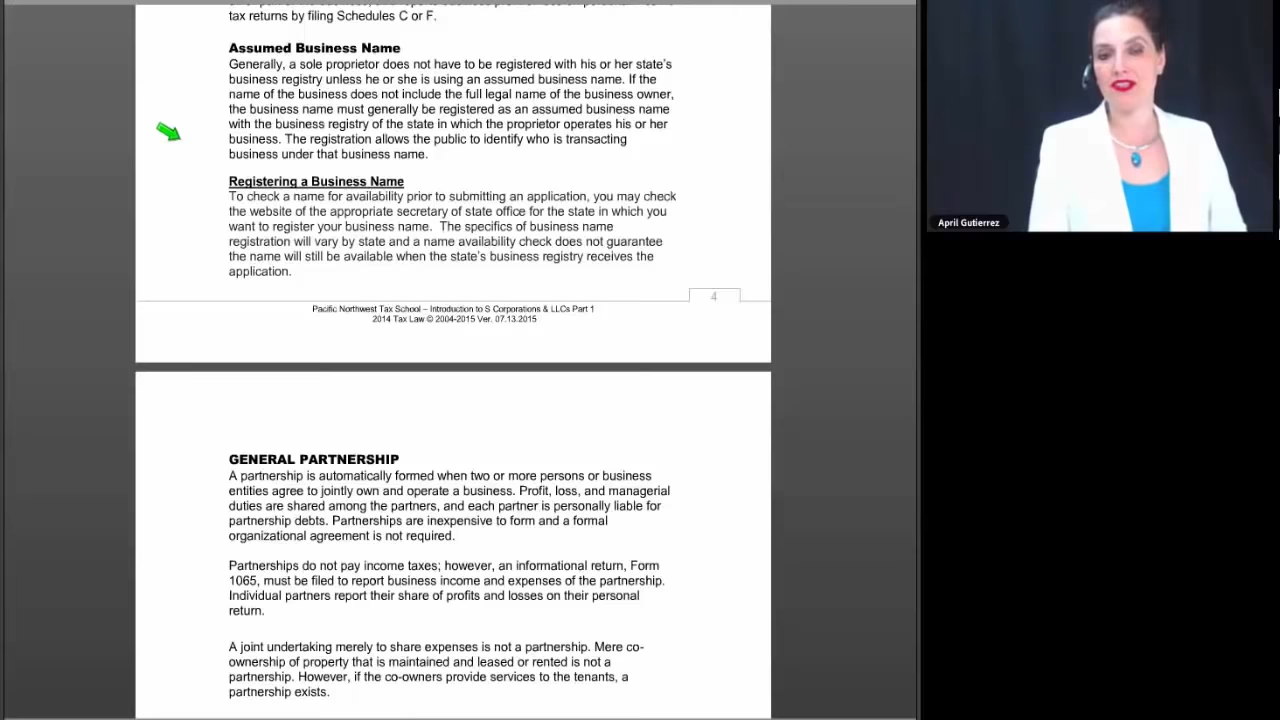 tax returns by filing Schedules C or F.
Assumed Business Name
Generally, a sole proprietor does not have to be registered with his or her state's
business registry unless he or she is using an assumed business name. If the
name of the business does not include the full legal name of the business owner,
the business name must generally be registered as an assumed business name
with the business registry of the state in which the proprietor operates his or her
business. The registration allows the public to identify who is transacting
business under that business name.
Registering a Business Name
To check a name for availability prior to submitting an application, you may check
the website of the appropriate secretary of state office for the state in which you
want to register your business name.  The specifics of business name
registration will vary by state and a name availability check does not guarantee
the name will still be available when the state's business registry receives the
application.
4
Pacific Northwest Tax School – Introduction to S Corporations & LLCs Part 1
2014 Tax Law © 2004-2015 Ver. 07.13.2015
GENERAL PARTNERSHIP
A partnership is automatically formed when two or more persons or business
entities agree to jointly own and operate a business. Profit, loss, and managerial
duties are shared among the partners, and each partner is personally liable for
partnership debts. Partnerships are inexpensive to form and a formal
organizational agreement is not required.
Partnerships do not pay income taxes; however, an informational return, Form
1065, must be filed to report business income and expenses of the partnership.
Individual partners report their share of profits and losses on their personal
return.
A joint undertaking merely to share expenses is not a partnership. Mere co-
ownership of property that is maintained and leased or rented is not a
partnership. However, if the co-owners provide services to the tenants, a
partnership exists.
April Gutierrez